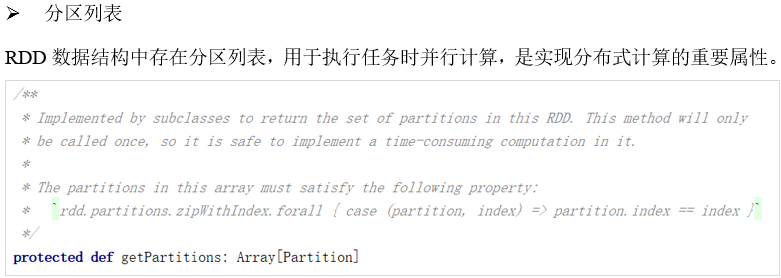 ➢ 分区列表
RDD 数据结构中存在分区列表，用于执行任务时并行计算，是实现分布式计算的重要属性。
/**
 * Implemented by subclasses to return the set of partitions in this RDD. This method will only
 * be called once, so it is safe to implement a time-consuming computation in it.
 *
 * The partitions in this array must satisfy the following property:
 *   `rdd.partitions.zipWithIndex.forall { case (partition, index) => partition.index == index }`
 */
protected def getPartitions: Array[Partition]